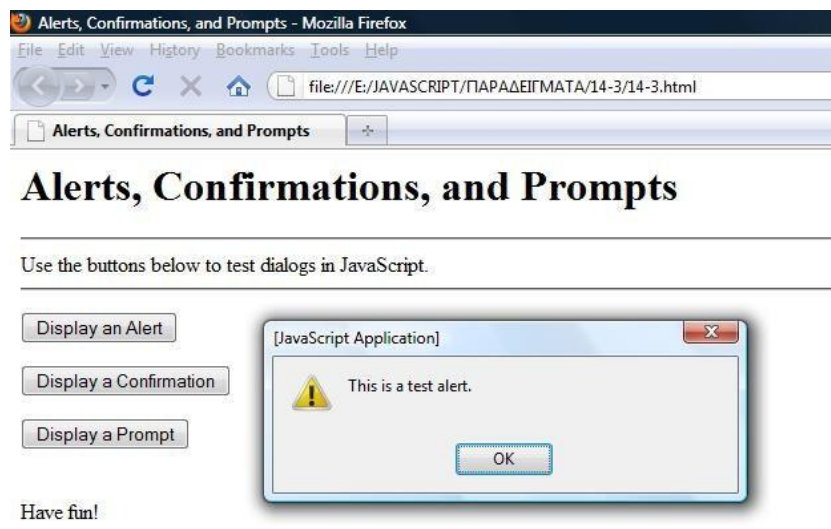 Alerts, Confirmations, and Prompts - Mozilla Firefox
File Edit View History Bookmarks Tools Help
file:///E:/JAVASCRIPT/ΠΑΡΑΔΕΙΓΜΑΤΑ/14-3/14-3.html
Alerts, Confirmations, and Prompts
Alerts, Confirmations, and Prompts
Use the buttons below to test dialogs in JavaScript.
Display an Alert
[JavaScript Application]
This is a test alert.
OK
Display a Confirmation
Display a Prompt
Have fun!